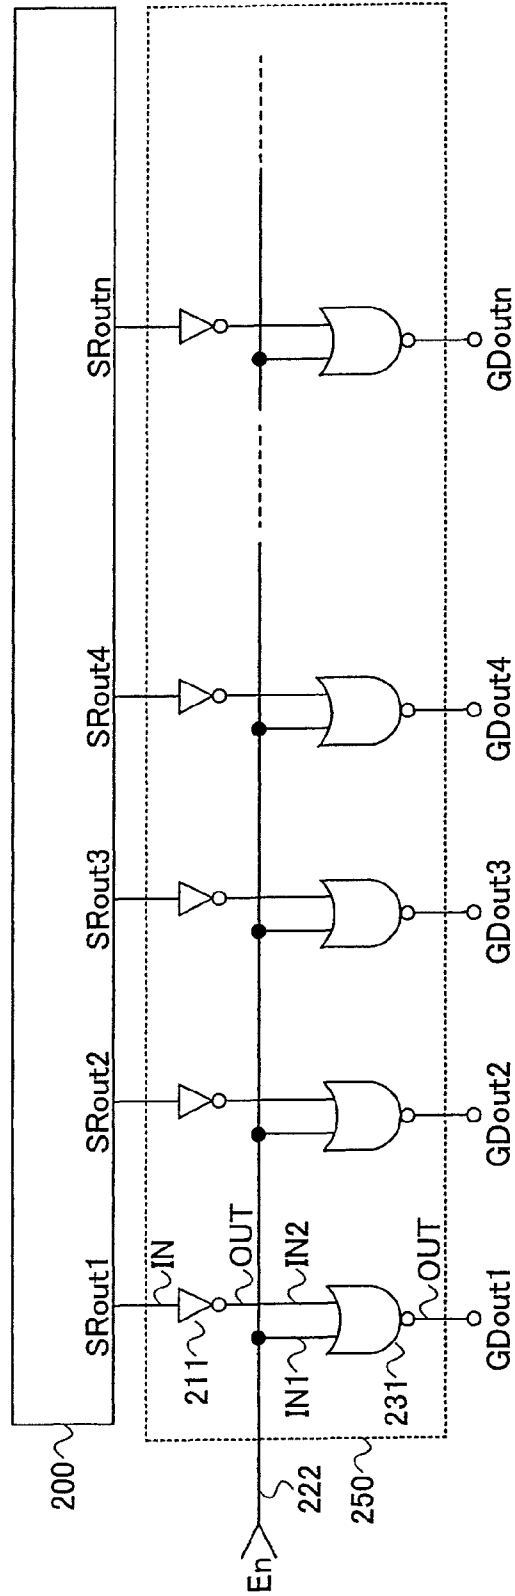 200
SRout1
SRout2
SRout3
SRout4
SRoutn
IN
211
OUT
En
222
IN1
IN2
231
OUT
250
GDout1
GDout2
GDout3
GDout4
GDoutn